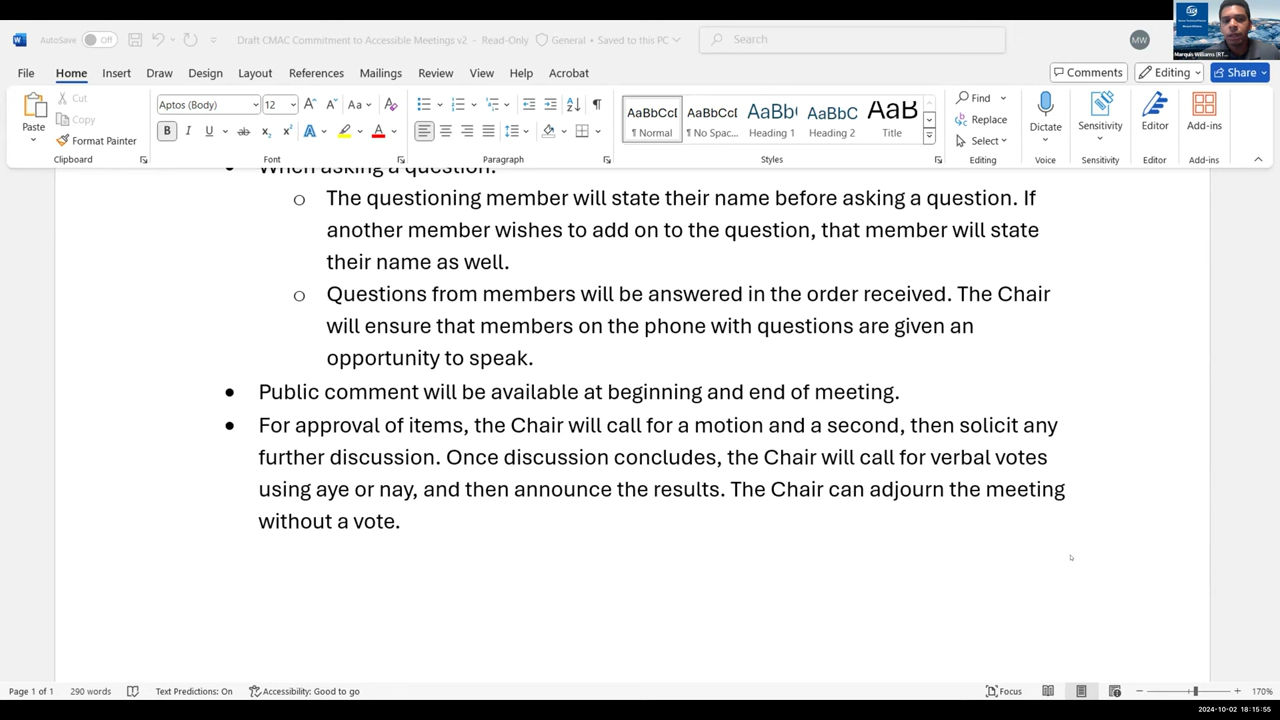 AutoSave Off
Draft CMAC Commitment to Accessible Meetings v2 - Read-Only
General • Saved to this PC
Search
MW
Marquis Williams (RT...
File Home Insert Draw Design Layout References Mailings Review View Help Acrobat
Comments Editing Share
Paste Cut
Copy
Format Painter
Clipboard
Aptos (Body) 12
Font
Paragraph
AaBbCcI AaBbCcI AaBb( AaBbC AaB
¶ Normal ¶ No Spac... Heading 1 Heading 2 Title
Styles
Find
Replace
Select
Editing
Dictate
Voice
Sensitivity
Sensitivity
Editor
Editor
Add-ins
Add-ins
When asking a question:
o The questioning member will state their name before asking a question. If
another member wishes to add on to the question, that member will state
their name as well.
o Questions from members will be answered in the order received. The Chair
will ensure that members on the phone with questions are given an
opportunity to speak.
• Public comment will be available at beginning and end of meeting.
• For approval of items, the Chair will call for a motion and a second, then solicit any
further discussion. Once discussion concludes, the Chair will call for verbal votes
using aye or nay, and then announce the results. The Chair can adjourn the meeting
without a vote.
Page 1 of 1 290 words Text Predictions: On Accessibility: Good to go Focus 170%
2024-10-02 18:15:55